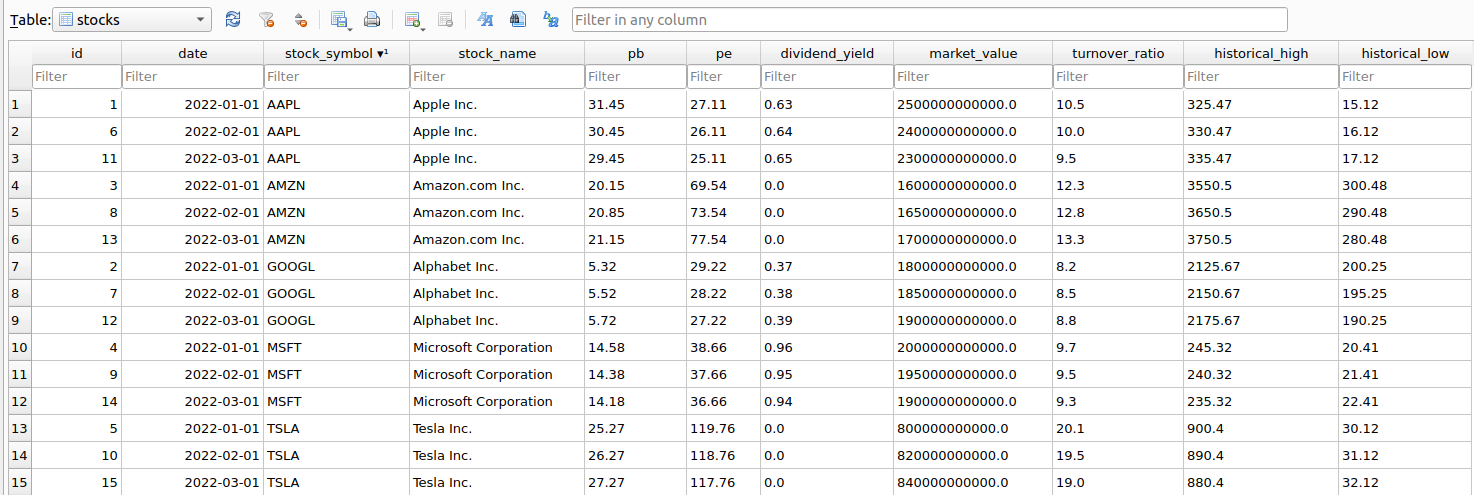 Table: stocks Filter in any column
id date stock_symbol ▾¹ stock_name pb pe dividend_yield market_value turnover_ratio historical_high historical_low
Filter Filter Filter Filter Filter Filter Filter Filter Filter Filter Filter
1 1 2022-01-01 AAPL Apple Inc. 31.45 27.11 0.63 2500000000000.0 10.5 325.47 15.12
2 6 2022-02-01 AAPL Apple Inc. 30.45 26.11 0.64 2400000000000.0 10.0 330.47 16.12
3 11 2022-03-01 AAPL Apple Inc. 29.45 25.11 0.65 2300000000000.0 9.5 335.47 17.12
4 3 2022-01-01 AMZN Amazon.com Inc. 20.15 69.54 0.0 1600000000000.0 12.3 3550.5 300.48
5 8 2022-02-01 AMZN Amazon.com Inc. 20.85 73.54 0.0 1650000000000.0 12.8 3650.5 290.48
6 13 2022-03-01 AMZN Amazon.com Inc. 21.15 77.54 0.0 1700000000000.0 13.3 3750.5 280.48
7 2 2022-01-01 GOOGL Alphabet Inc. 5.32 29.22 0.37 1800000000000.0 8.2 2125.67 200.25
8 7 2022-02-01 GOOGL Alphabet Inc. 5.52 28.22 0.38 1850000000000.0 8.5 2150.67 195.25
9 12 2022-03-01 GOOGL Alphabet Inc. 5.72 27.22 0.39 1900000000000.0 8.8 2175.67 190.25
10 4 2022-01-01 MSFT Microsoft Corporation 14.58 38.66 0.96 2000000000000.0 9.7 245.32 20.41
11 9 2022-02-01 MSFT Microsoft Corporation 14.38 37.66 0.95 1950000000000.0 9.5 240.32 21.41
12 14 2022-03-01 MSFT Microsoft Corporation 14.18 36.66 0.94 1900000000000.0 9.3 235.32 22.41
13 5 2022-01-01 TSLA Tesla Inc. 25.27 119.76 0.0 800000000000.0 20.1 900.4 30.12
14 10 2022-02-01 TSLA Tesla Inc. 26.27 118.76 0.0 820000000000.0 19.5 890.4 31.12
15 15 2022-03-01 TSLA Tesla Inc. 27.27 117.76 0.0 840000000000.0 19.0 880.4 32.12